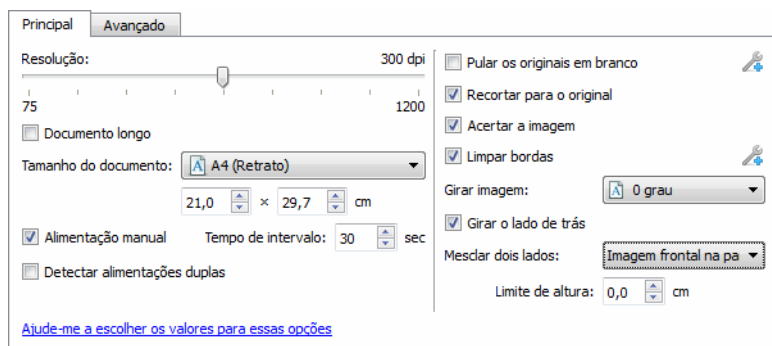 Principal
Avançado
Resolução: 300 dpi
75 1200
Documento longo
Tamanho do documento: A4 (Retrato)
21,0 × 29,7 cm
Alimentação manual Tempo de intervalo: 30 sec
Detectar alimentações duplas
Ajude-me a escolher os valores para essas opções
Pular os originais em branco
Recortar para o original
Acertar a imagem
Limpar bordas
Girar imagem: 0 grau
Girar o lado de trás
Mesclar dois lados: Imagem frontal na pa
Limite de altura: 0,0 cm